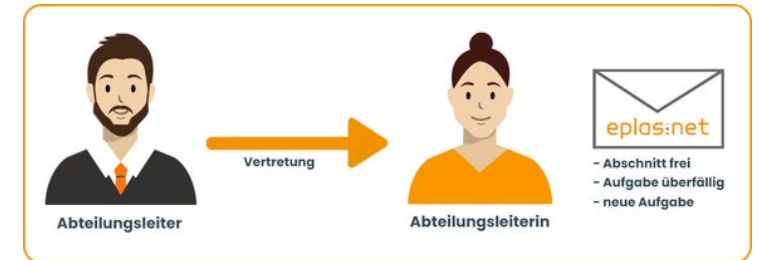 Abteilungsleiter
Vertretung
Abteilungsleiterin
eplas:net
- Abschnitt frei
- Aufgabe überfällig
- neue Aufgabe